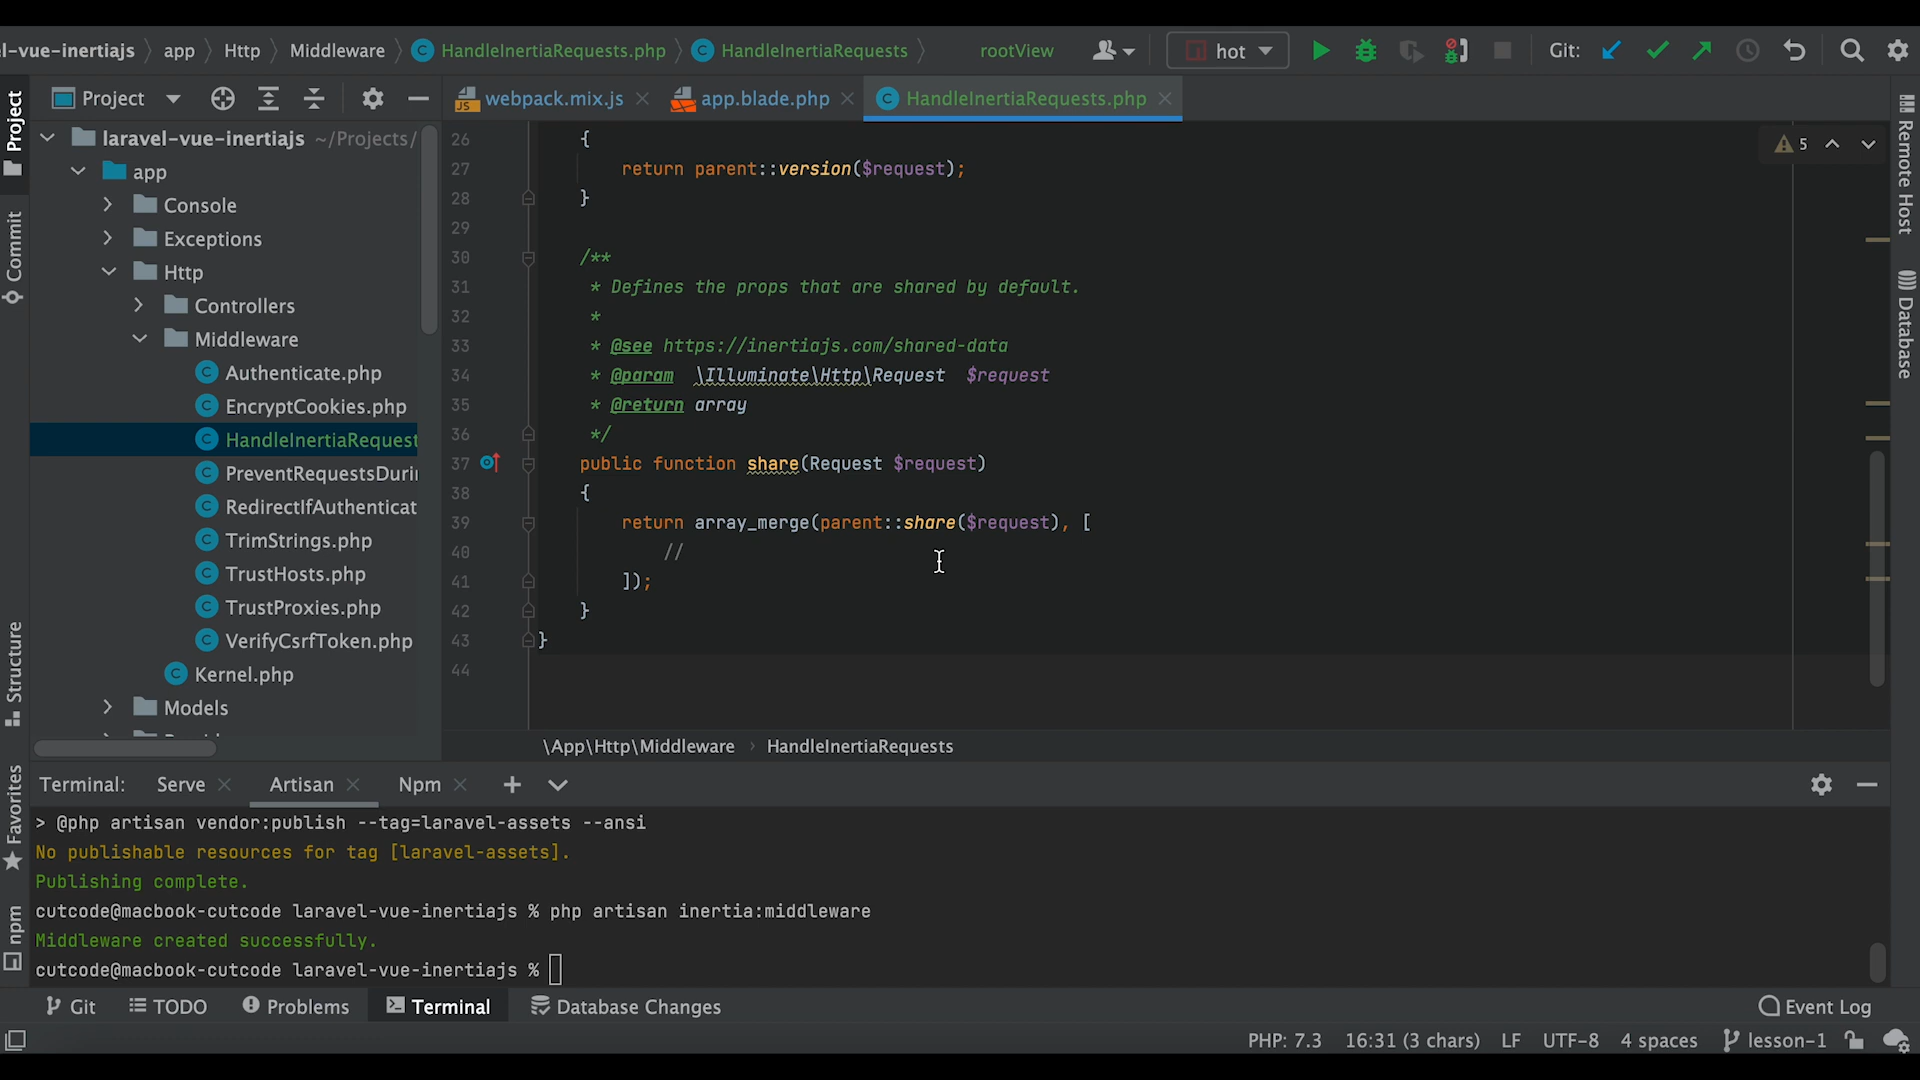 l-vue-inertiajs app Http Middleware HandleInertiaRequests.php HandleInertiaRequests rootView hot Git:
Project webpack.mix.js app.blade.php HandleInertiaRequests.php
laravel-vue-inertiajs ~/Projects/
app
Console
Exceptions
Http
Controllers
Middleware
Authenticate.php
EncryptCookies.php
HandleInertiaRequest
PreventRequestsDuri
RedirectIfAuthenticat
TrimStrings.php
TrustHosts.php
TrustProxies.php
VerifyCsrfToken.php
Kernel.php
Models
Project
Commit
Structure
Favorites
npm
5
26 {
27 return parent::version($request);
28 }
29
30 /**
31 * Defines the props that are shared by default.
32 *
33 * @see https://inertiajs.com/shared-data
34 * @param \Illuminate\Http\Request $request
35 * @return array
36 */
37 public function share(Request $request)
38 {
39 return array_merge(parent::share($request), [
40 //
41 ]);
42 }
43 }
44
\App\Http\Middleware HandleInertiaRequests
Remote Host
Database
Terminal: Serve Artisan Npm
> @php artisan vendor:publish --tag=laravel-assets --ansi
No publishable resources for tag [laravel-assets].
Publishing complete.
cutcode@macbook-cutcode laravel-vue-inertiajs % php artisan inertia:middleware
Middleware created successfully.
cutcode@macbook-cutcode laravel-vue-inertiajs %
Git TODO Problems Terminal Database Changes Event Log
PHP: 7.3 16:31 (3 chars) LF UTF-8 4 spaces lesson-1